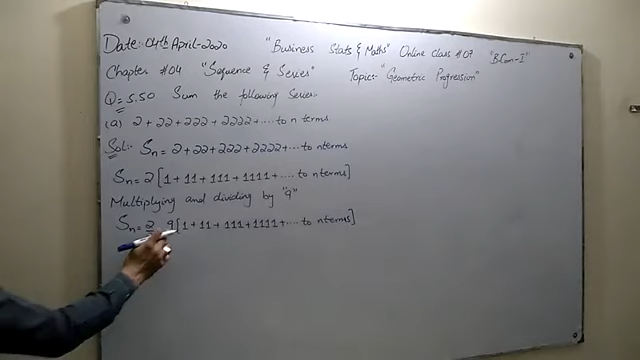 Date:- 04th April-2020 "Business Stats & Maths" Online Class #07 "B.Com-I"
Chapter #04 "Sequence & Series" Topic:- "Geometric Progression"
Q=5.50 Sum the following Series:-
(a) 2+22+222+2222+.... to n terms
Sol:- Sn = 2+22+222+2222+.... to n terms
Sn = 2[1+11+111+1111+.... to n terms]
Multiplying and dividing by "9"
Sn = 2 9[1+11+111+1111+.... to n terms]